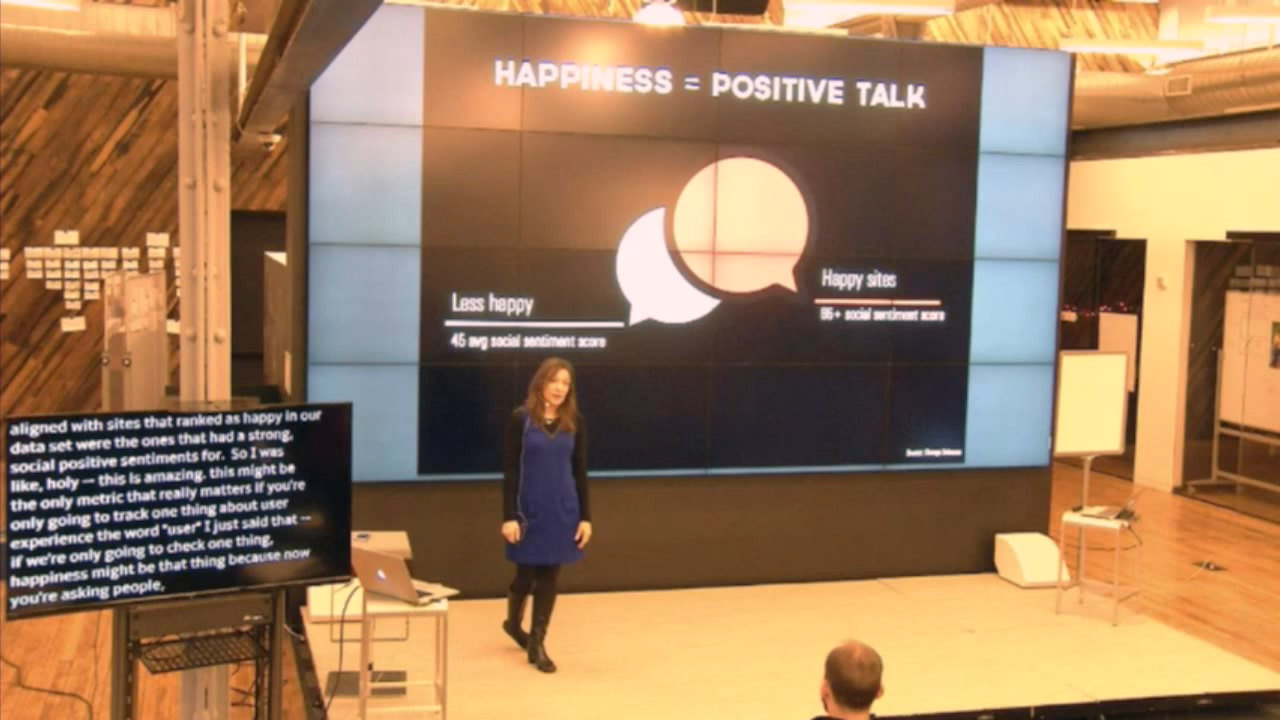 HAPPINESS = POSITIVE TALK
Happy sites
Less happy
45 avg social sentiment score
aligned with sites that ranked as happy in our
data set were the ones that had a strong,
social positive sentiments for. So I was
like, holy -- this is amazing. this might be
the only metric that really matters if you're
only going to track one thing about user
experience the word "user" I just said that --
if we're only going to check one thing,
happiness might be that thing because now
you're asking people,